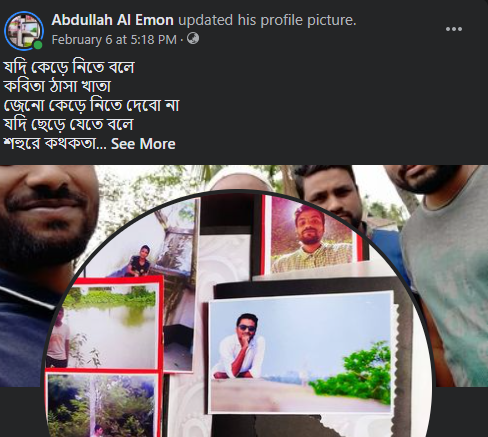 Abdullah Al Emon updated his profile picture.
February 6 at 5:18 PM ·
যদি কেড়ে নিতে বলে
কবিতা ঠাসা খাতা
জেনো কেড়ে নিতে দেবো না
যদি ছেড়ে যেতে বলে
শহুরে কথকতা... See More